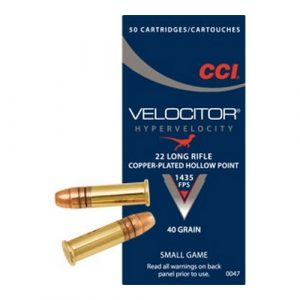 50 CARTRIDGES/CARTOUCHES
CCI
VELOCITOR®
HYPERVELOCITY
22 LONG RIFLE
COPPER-PLATED HOLLOW POINT
1435
FPS
40 GRAIN
SMALL GAME
Read all warnings on back
panel prior to use.
0047